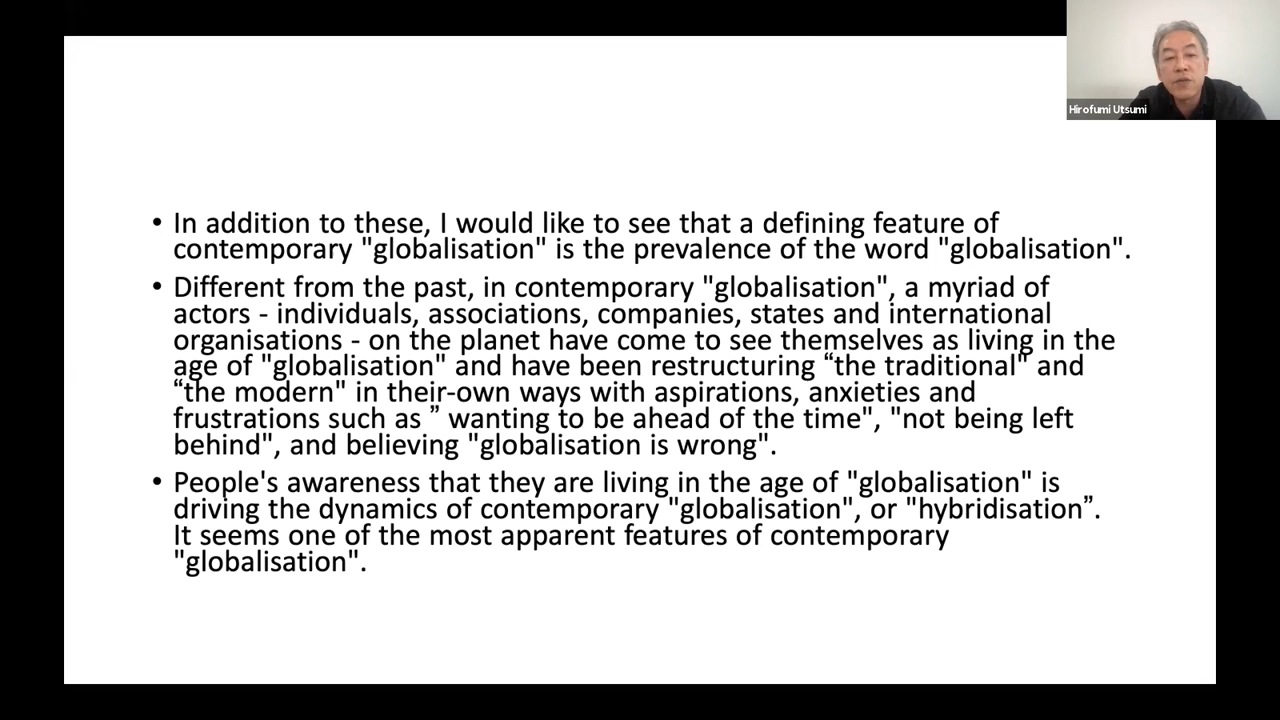 Hirofumi Utsumi
• In addition to these, I would like to see that a defining feature of
contemporary "globalisation" is the prevalence of the word "globalisation".
• Different from the past, in contemporary "globalisation", a myriad of
actors - individuals, associations, companies, states and international
organisations - on the planet have come to see themselves as living in the
age of "globalisation" and have been restructuring “the traditional" and
“the modern" in their-own ways with aspirations, anxieties and
frustrations such as ” wanting to be ahead of the time", "not being left
behind", and believing "globalisation is wrong".
• People's awareness that they are living in the age of "globalisation" is
driving the dynamics of contemporary "globalisation", or "hybridisation”.
It seems one of the most apparent features of contemporary
"globalisation".